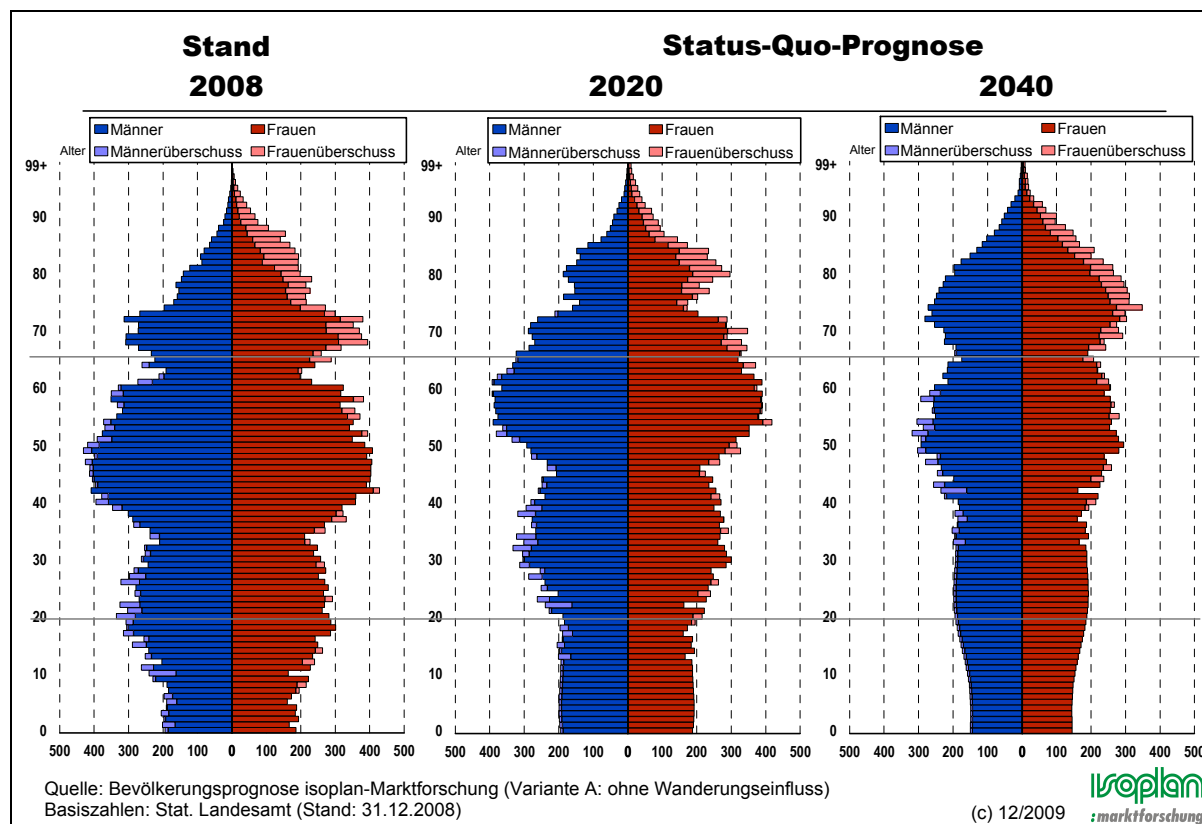 Stand
2008
Status-Quo-Prognose
2020
2040
Männer
Frauen
Männerüberschuss
Frauenüberschuss
Alter
99+
90
80
70
60
50
40
30
20
10
0
500 400 300 200 100 0 100 200 300 400 500
Männer
Frauen
Männerüberschuss
Frauenüberschuss
Alter
99+
90
80
70
60
50
40
30
20
10
0
500 400 300 200 100 0 100 200 300 400 500
Männer
Frauen
Männerüberschuss
Frauenüberschuss
Alter
99+
90
80
70
60
50
40
30
20
10
0
500 400 300 200 100 0 100 200 300 400 500
Quelle: Bevölkerungsprognose isoplan-Marktforschung (Variante A: ohne Wanderungseinfluss)
Basiszahlen: Stat. Landesamt (Stand: 31.12.2008)
(c) 12/2009
isoplan
:marktforschung